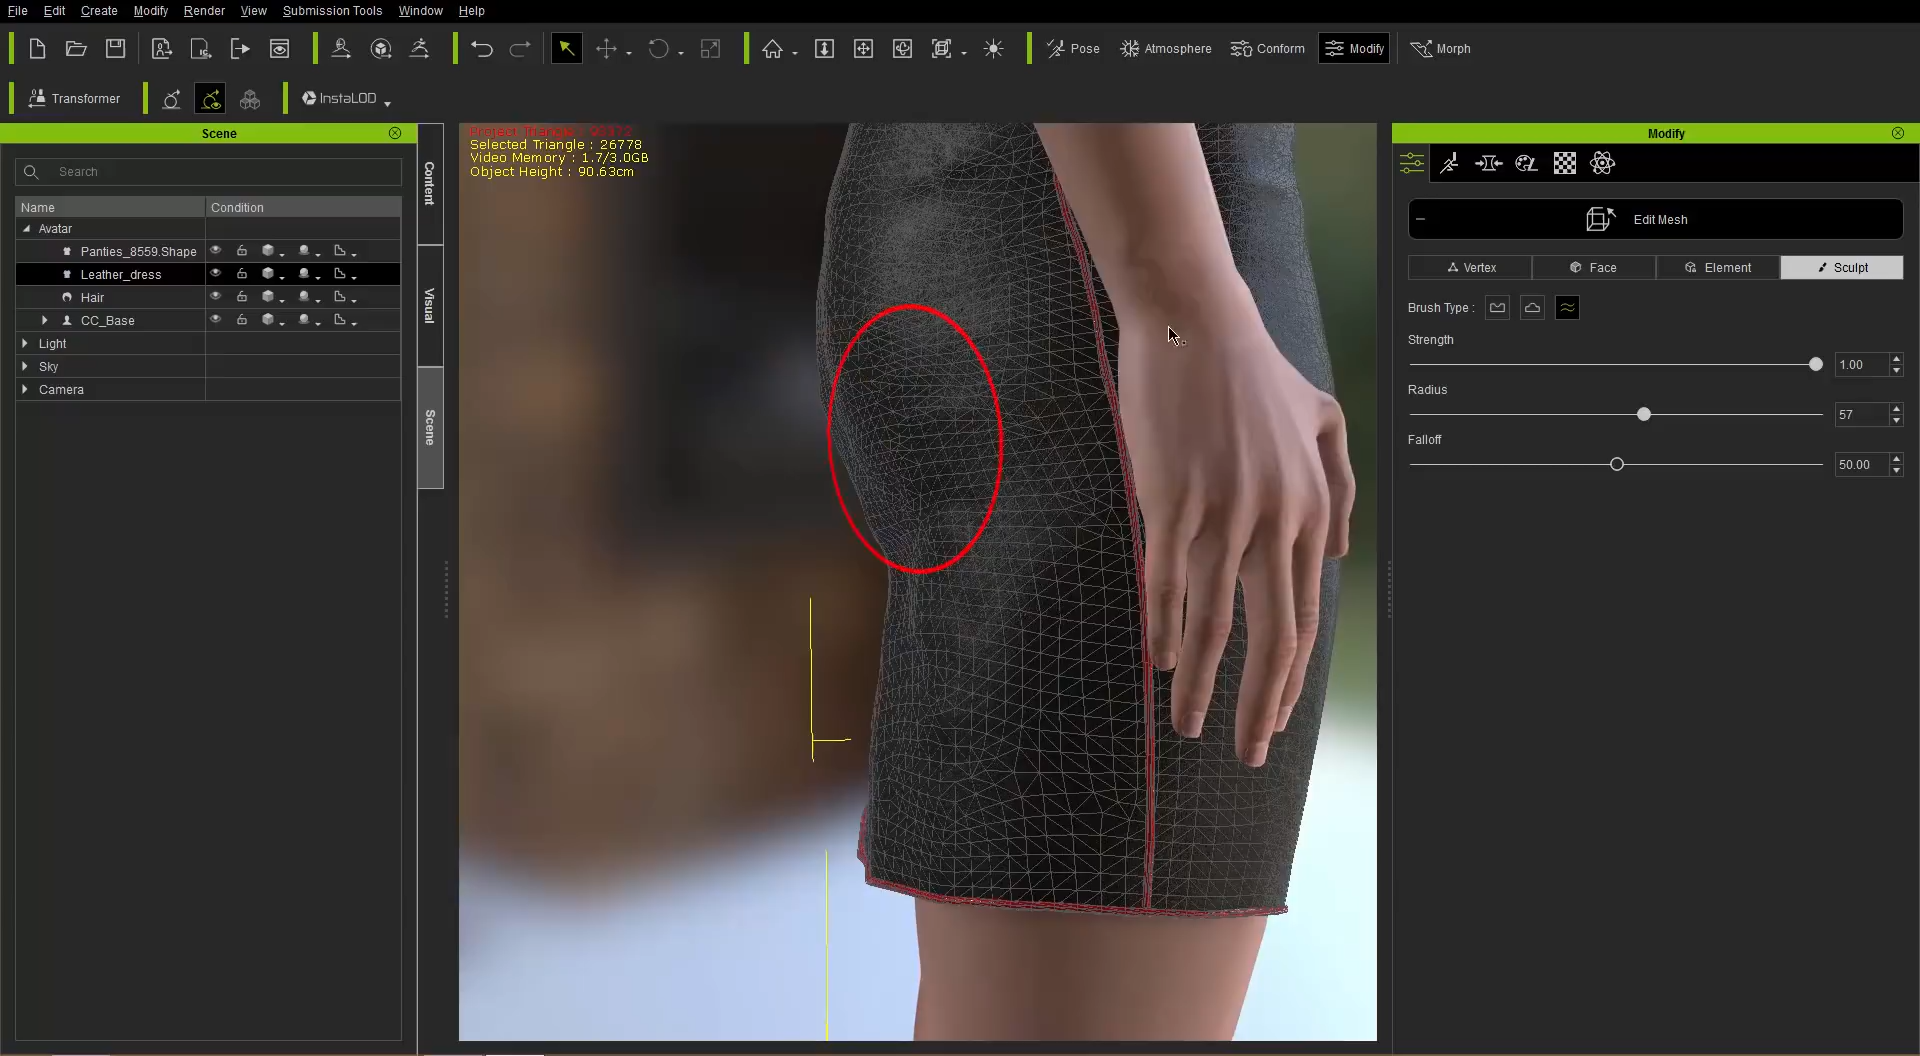 File Edit Create Modify Render View Submission Tools Window Help
Pose Atmosphere Conform Modify Morph
Transformer InstaLOD
Scene
Search
Name Condition
Avatar
Panties_8559.Shape
Leather_dress
Hair
CC_Base
Light
Sky
Camera
Content
Visual
Scene
Project Triangle :
Selected Triangle : 26778
Video Memory : 1.7/3.0GB
Object Height : 90.63cm
Modify
Edit Mesh
Vertex Face Element Sculpt
Brush Type :
Strength
1.00
Radius
57
Falloff
50.00